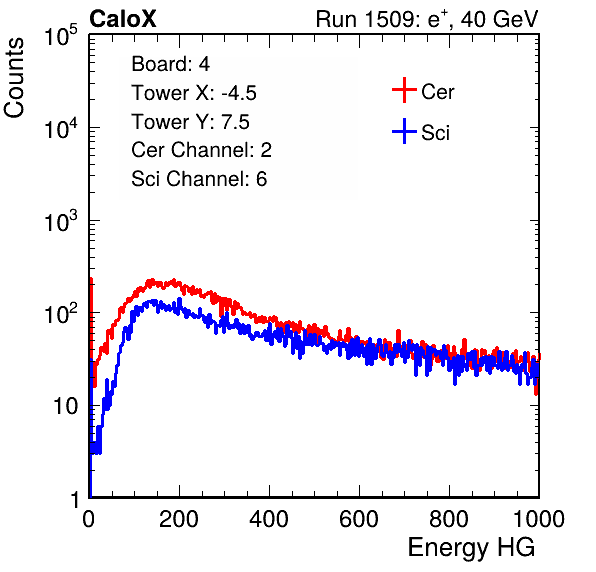 CaloX Run 1509: e⁺, 40 GeV
Counts
Board: 4
Tower X: -4.5
Tower Y: 7.5
Cer Channel: 2
Sci Channel: 6
Cer
Sci
10⁵
10⁴
10³
10²
10
1
0 200 400 600 800 1000
Energy HG